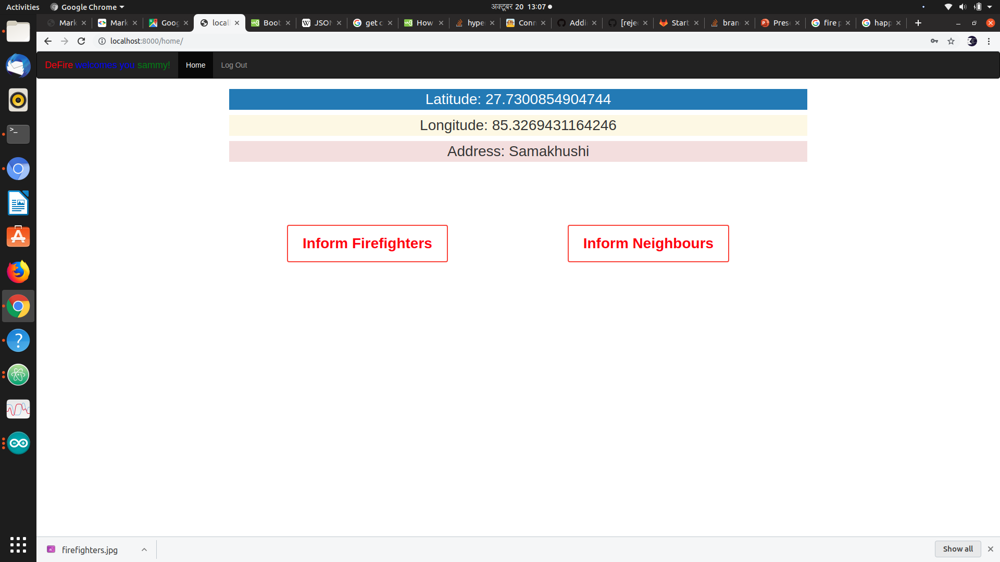 Activities Google Chrome अक्टूबर 20 13:07
Mark Mark Goog local Boot JSON get c How hype Conn Addi [reje Start bran Pres fire p happ
localhost:8000/home/
DeFire welcomes you sammy! Home Log Out
Latitude: 27.7300854904744
Longitude: 85.3269431164246
Address: Samakhushi
Inform Firefighters Inform Neighbours
firefighters.jpg Show all